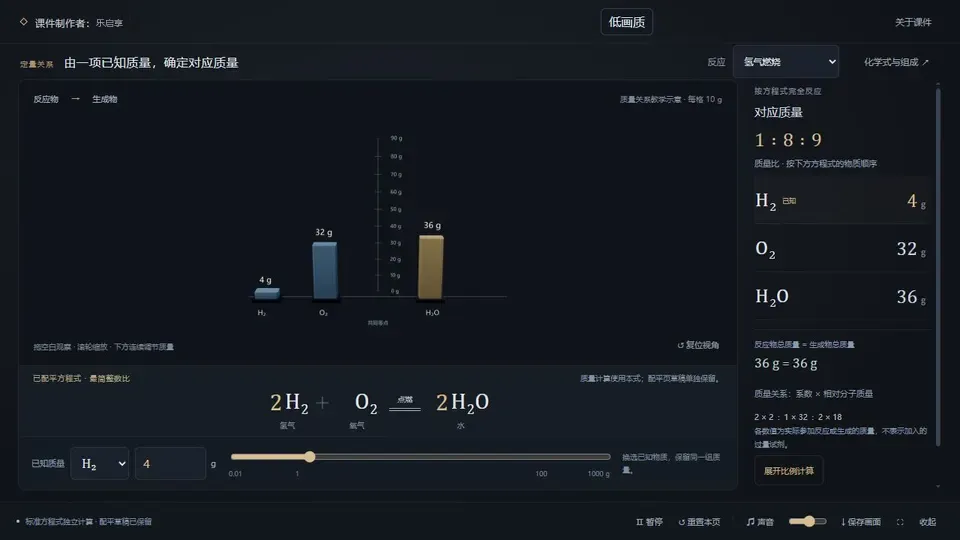 ◇ 课件制作者：乐启享
低画质
关于课件
定量关系 由一项已知质量，确定对应质量
反应 氢气燃烧
化学式与组成 ↗
反应物 → 生成物
质量关系教学示意 · 每格 10 g
90 g
80 g
70 g
60 g
50 g
40 g
30 g
20 g
10 g
0 g
4 g
32 g
36 g
H₂
O₂
H₂O
拖空白观察 · 滚轮缩放 · 下方连续调节质量
↺ 复位视角
按方程式完全反应
对应质量
1 : 8 : 9
质量比 · 按下方方程式的物质顺序
H₂ 已知 4 g
O₂ 32 g
H₂O 36 g
反应物总质量 = 生成物总质量
36 g = 36 g
质量关系：系数 × 相对分子质量
2 × 2 : 1 × 32 : 2 × 18
各数值为实际参加反应或生成的质量，不表示加入的
过量试剂。
展开比例计算
已配平方程式 · 最简整数比
质量计算使用本式；配平页草稿单独保留。
2H₂ + O₂ 点燃 2H₂O
氢气
氧气
水
已知质量 H₂ 4 g
0.01
1
100
1000 g
换选已知物质，保留同一组质
量。
• 标准方程式独立计算 · 配平草稿已保留
暂停
↺ 重置本页
声音
↓保存画面
收起